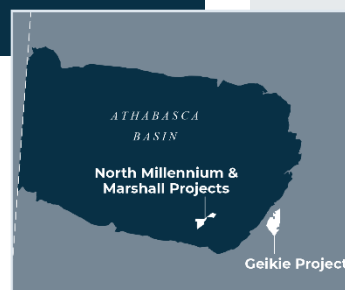 ATHABASCA
BASIN
North Millennium &
Marshall Projects
Geikie Project